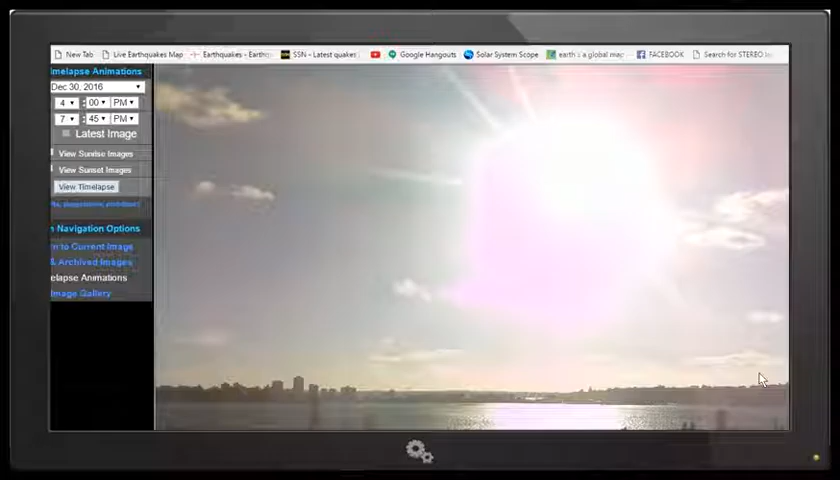 New Tab Live Earthquakes Map Earthquakes - Earth SSN - Latest quakes Google Hangouts Solar System Scope earth :: a global map FACEBOOK Search for STEREO
imelapse Animations
Dec 30, 2016
4 : 00 PM
7 : 45 PM
Latest Image
View Sunrise Images
View Sunset Images
View Timelapse
n Navigation Options
n to Current Image
& Archived Images
elapse Animations
Image Gallery